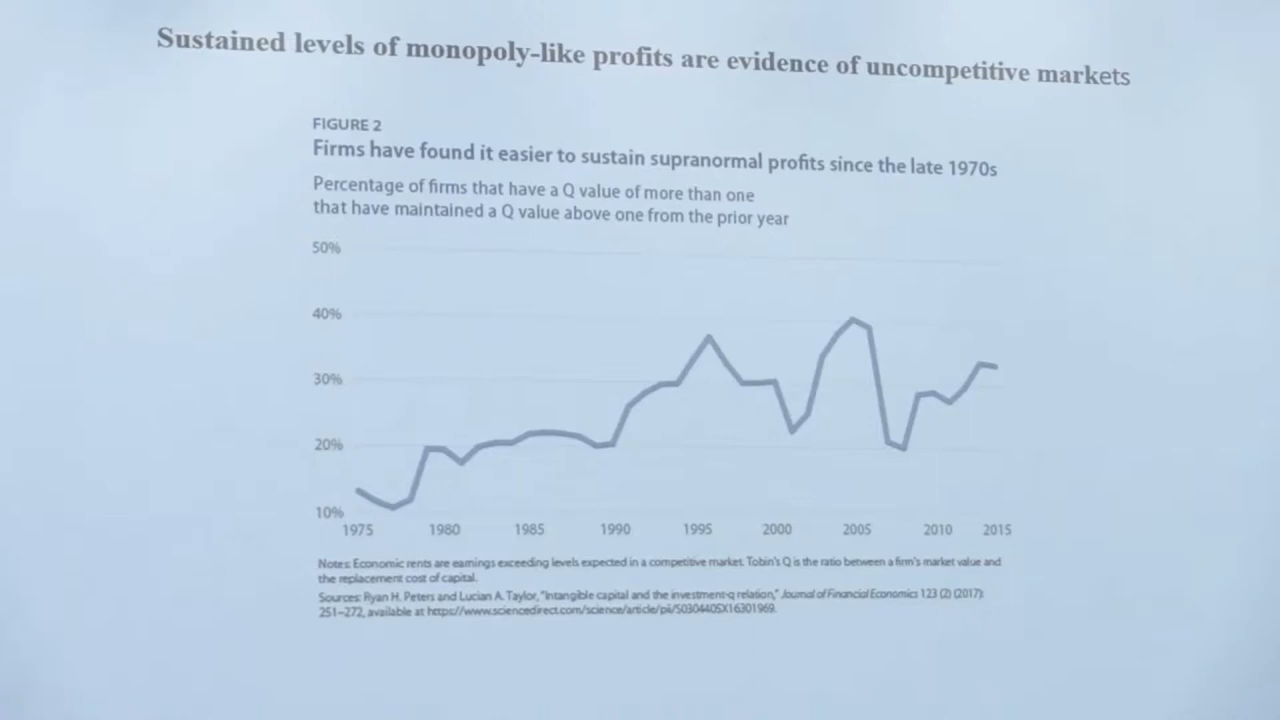 Sustained levels of monopoly-like profits are evidence of uncompetitive markets
FIGURE 2
Firms have found it easier to sustain supranormal profits since the late 1970s
Percentage of firms that have a Q value of more than one
that have maintained a Q value above one from the prior year
50%
40%
30%
20%
10%
1975 1980 1985 1990 1995 2000 2005 2010 2015
Notes: Economic rents are earnings exceeding levels expected in a competitive market. Tobin's Q is the ratio between a firm's market value and
the replacement cost of capital.
Sources: Ryan H. Peters and Lucian A. Taylor, "Intangible capital and the investment-q relation," Journal of Financial Economics 123 (2) (2017):
251–272, available at https://www.sciencedirect.com/science/article/pii/S0304405X16301969.